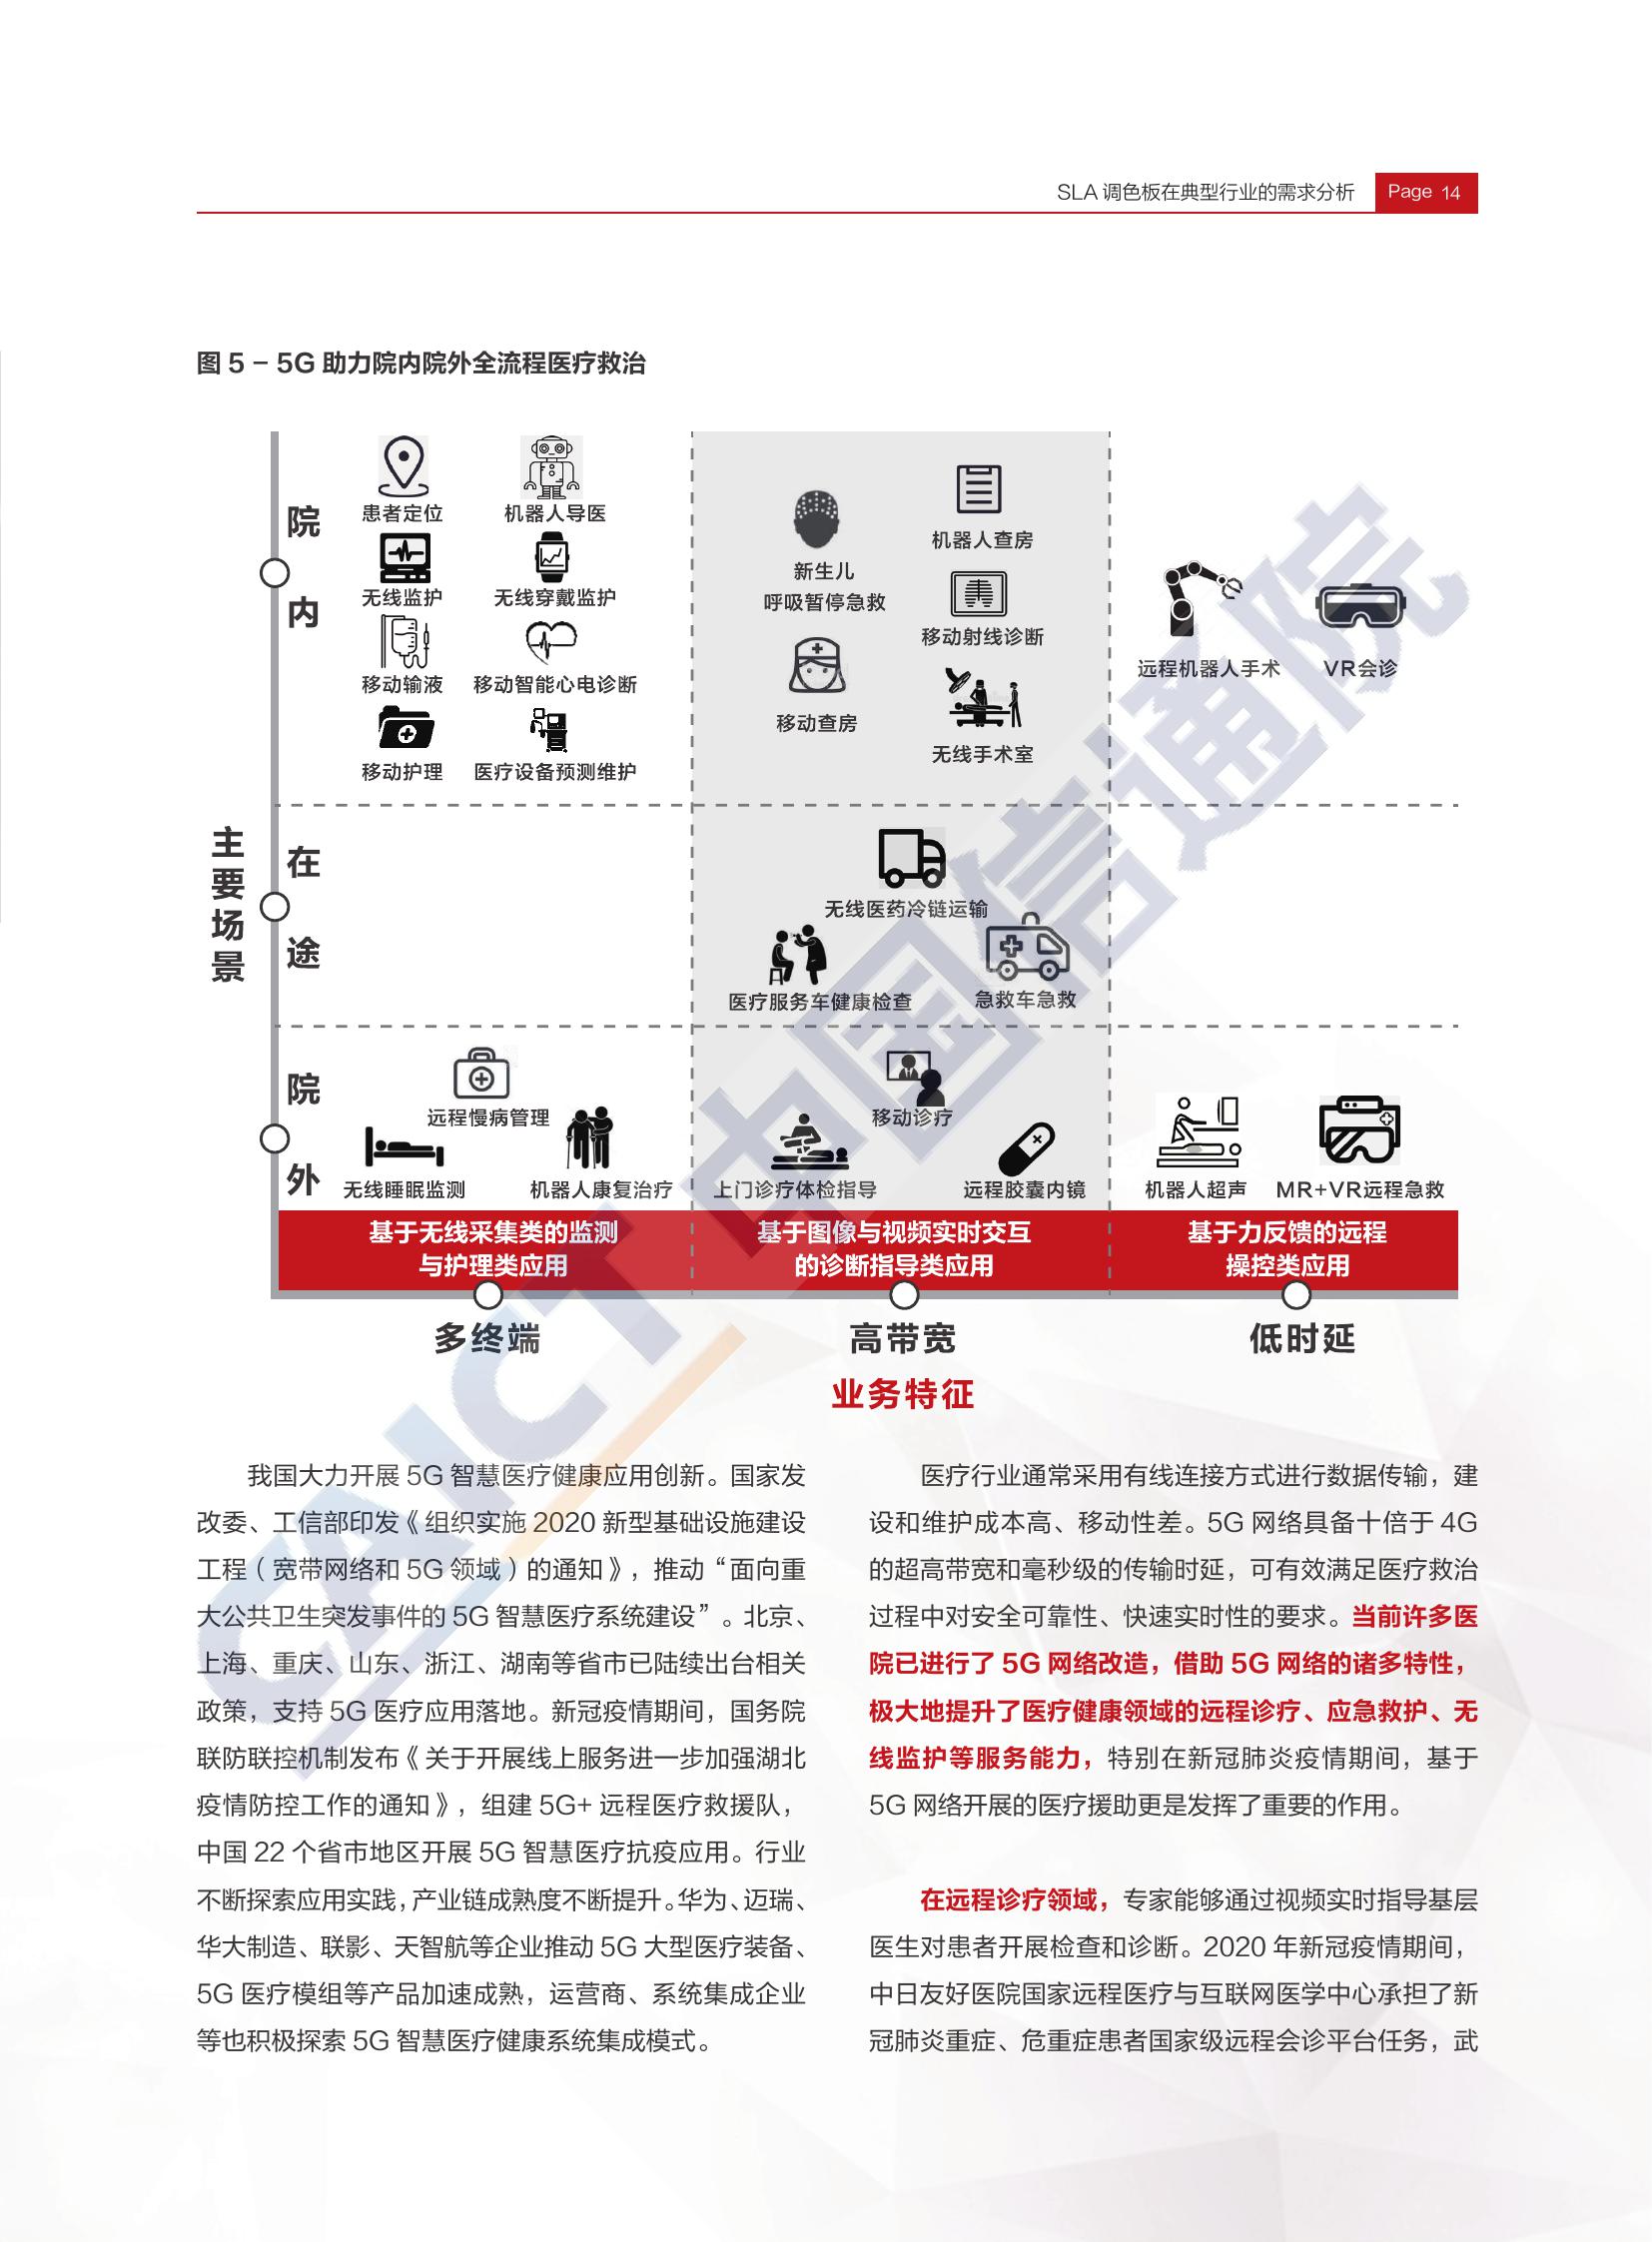 SLA 调色板在典型行业的需求分析 Page 14
图 5 – 5G 助力院内院外全流程医疗救治
主要场景
院内
患者定位 机器人导医
无线监护 无线穿戴监护
移动输液 移动智能心电诊断
移动护理 医疗设备预测维护
新生儿
呼吸暂停急救
移动查房
机器人查房
移动射线诊断
无线手术室
远程机器人手术 VR会诊
在途
无线医药冷链运输
医疗服务车健康检查 急救车急救
院外
远程慢病管理
无线睡眠监测 机器人康复治疗
移动诊疗
上门诊疗体检指导 远程胶囊内镜
机器人超声 MR+VR远程急救
基于无线采集类的监测
与护理类应用
基于图像与视频实时交互
的诊断指导类应用
基于力反馈的远程
操控类应用
多终端 高带宽 低时延
业务特征
我国大力开展 5G 智慧医疗健康应用创新。国家发
改委、工信部印发《组织实施 2020 新型基础设施建设
工程（宽带网络和 5G 领域）的通知》，推动“面向重
大公共卫生突发事件的 5G 智慧医疗系统建设”。北京、
上海、重庆、山东、浙江、湖南等省市已陆续出台相关
政策，支持 5G 医疗应用落地。新冠疫情期间，国务院
联防联控机制发布《关于开展线上服务进一步加强湖北
疫情防控工作的通知》，组建 5G+ 远程医疗救援队，
中国 22 个省市地区开展 5G 智慧医疗抗疫应用。行业
不断探索应用实践，产业链成熟度不断提升。华为、迈瑞、
华大制造、联影、天智航等企业推动 5G 大型医疗装备、
5G 医疗模组等产品加速成熟，运营商、系统集成企业
等也积极探索 5G 智慧医疗健康系统集成模式。
医疗行业通常采用有线连接方式进行数据传输，建
设和维护成本高、移动性差。5G 网络具备十倍于 4G
的超高带宽和毫秒级的传输时延，可有效满足医疗救治
过程中对安全可靠性、快速实时性的要求。当前许多医
院已进行了 5G 网络改造，借助 5G 网络的诸多特性，
极大地提升了医疗健康领域的远程诊疗、应急救护、无
线监护等服务能力，特别在新冠肺炎疫情期间，基于
5G 网络开展的医疗援助更是发挥了重要的作用。
在远程诊疗领域，专家能够通过视频实时指导基层
医生对患者开展检查和诊断。2020 年新冠疫情期间，
中日友好医院国家远程医疗与互联网医学中心承担了新
冠肺炎重症、危重症患者国家级远程会诊平台任务，武
CAICT 中国信通院